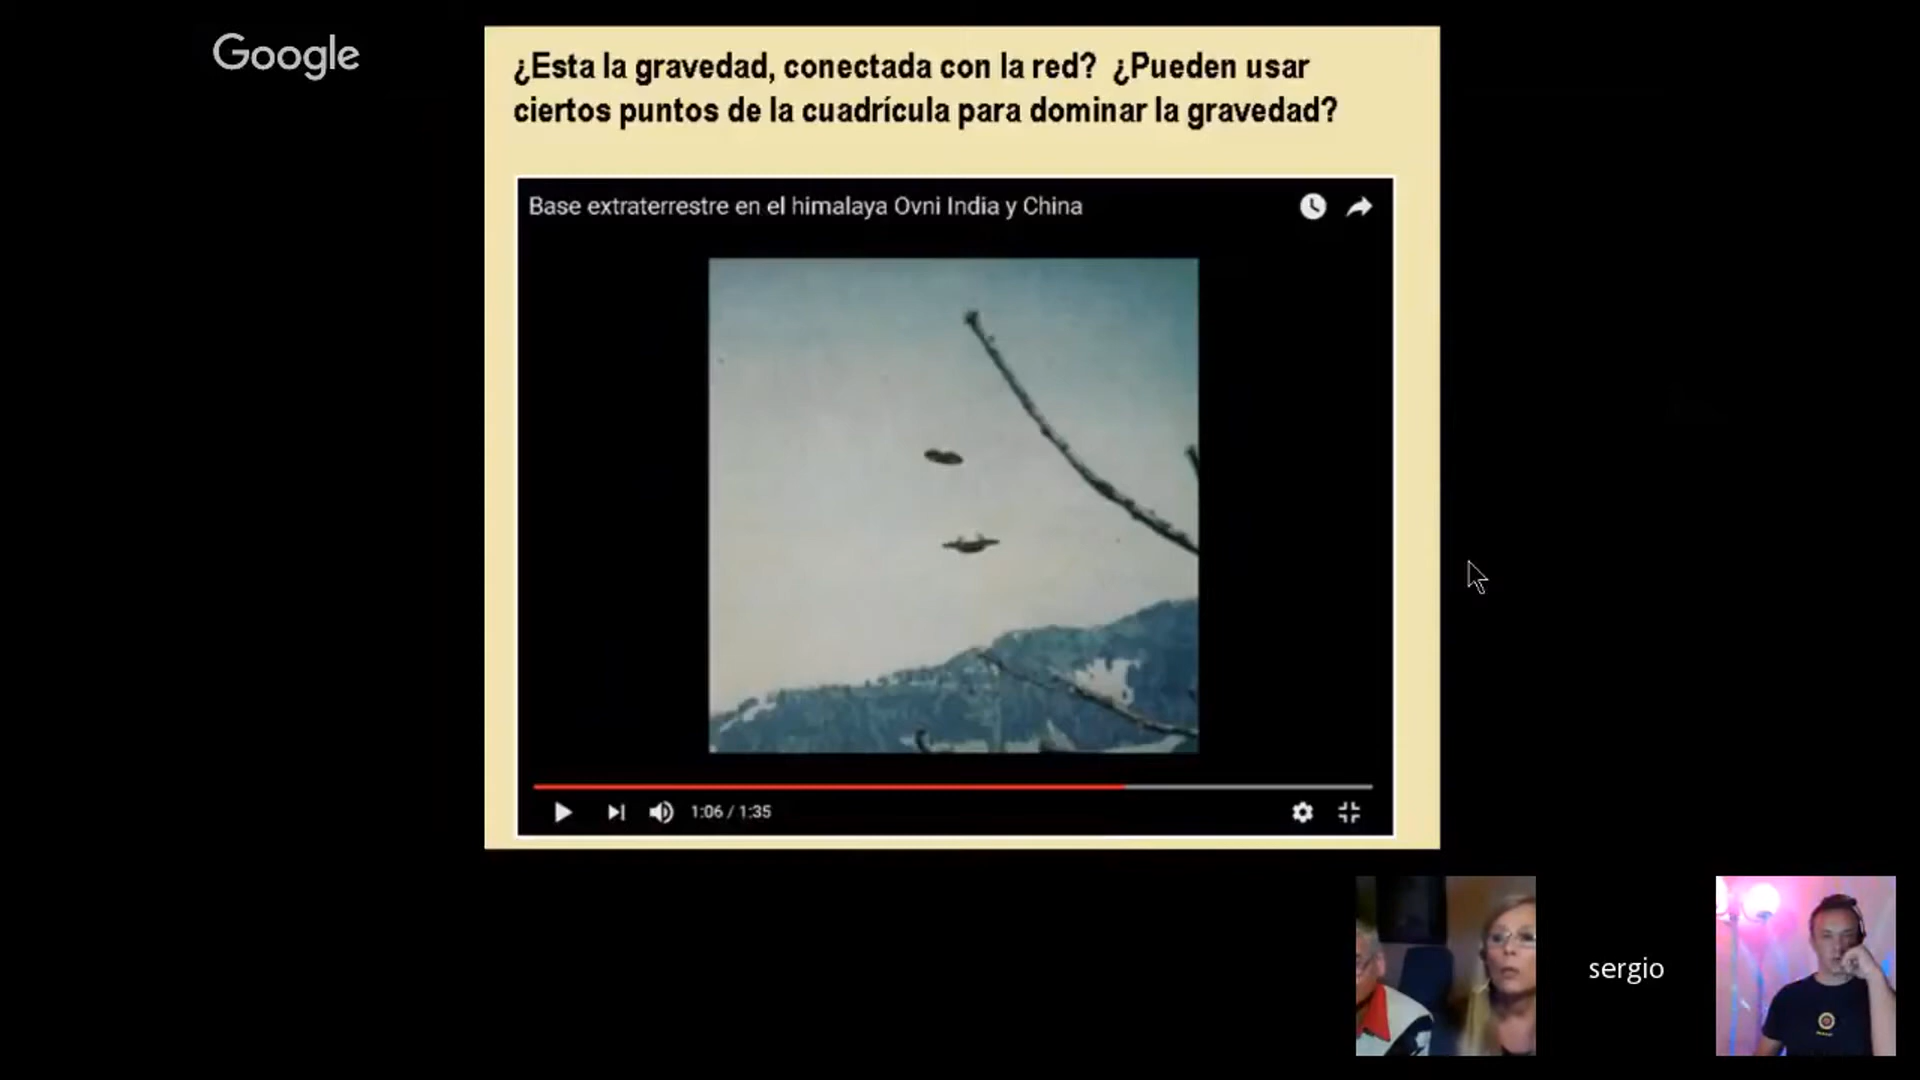 Google
¿Esta la gravedad, conectada con la red? ¿Pueden usar
ciertos puntos de la cuadrícula para dominar la gravedad?
Base extraterrestre en el himalaya Ovni India y China
1:06 / 1:35
sergio